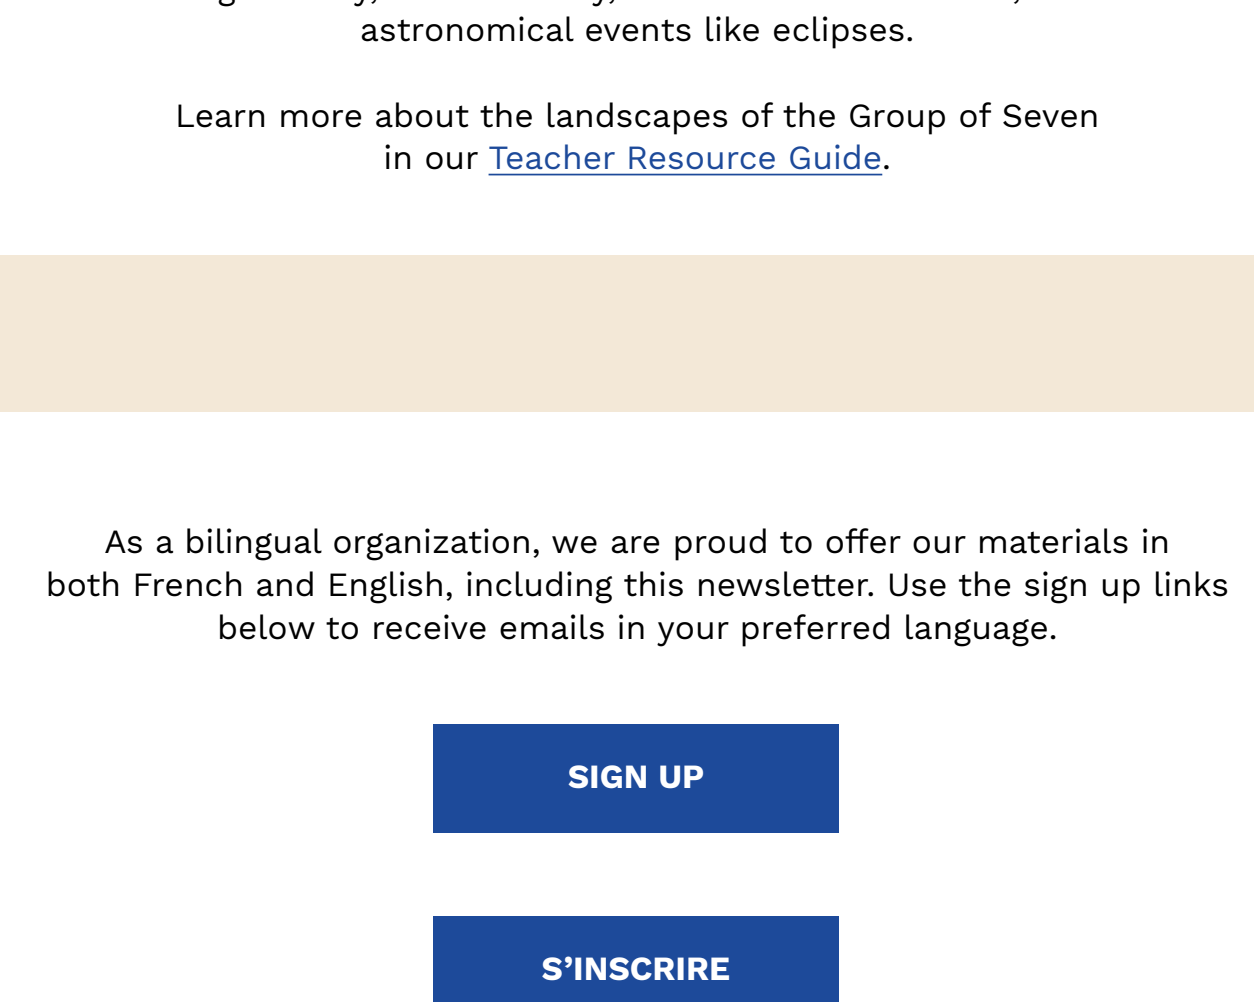 astronomical events like eclipses.
Learn more about the landscapes of the Group of Seven
in our Teacher Resource Guide.
As a bilingual organization, we are proud to offer our materials in
both French and English, including this newsletter. Use the sign up links
below to receive emails in your preferred language.
SIGN UP
S’INSCRIRE